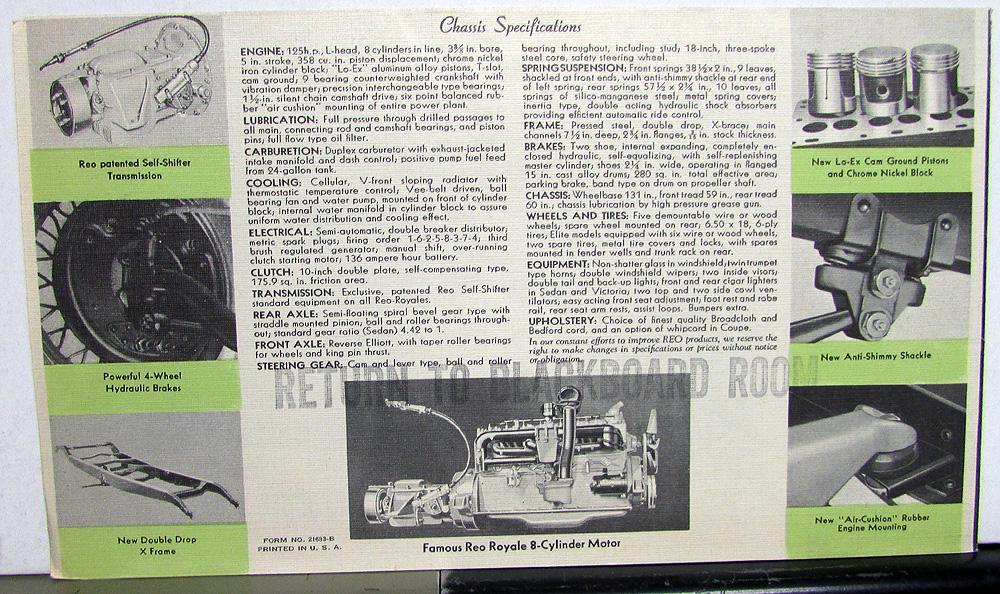 Chassis Specifications
Reo patented Self-Shifter
Transmission
Powerful 4-Wheel
Hydraulic Brakes
New Double Drop
X Frame
ENGINE: 125h.p., L-head, 8 cylinders in line, 3⅜ in. bore,
5 in. stroke, 358 cu. in. piston displacement; chrome nickel
iron cylinder block; "Lo-Ex" aluminum alloy pistons, T-slot,
cam ground; 9 bearing counterweighted crankshaft with
vibration damper; precision interchangeable type bearings;
1½-in. silent chain camshaft drive; six point balanced rub-
ber "air cushion" mounting of entire power plant.
LUBRICATION: Full pressure through drilled passages to
all main, connecting rod and camshaft bearings, and piston
pins; full flow type oil filter.
CARBURETION: Duplex carburetor with exhaust-jacketed
intake manifold and dash control; positive pump fuel feed
from 24-gallon tank.
COOLING: Cellular, V-front sloping radiator with
thermostatic temperature control; Vee-belt driven, ball
bearing fan and water pump, mounted on front of cylinder
block; internal water manifold in cylinder block to assure
uniform water distribution and cooling effect.
ELECTRICAL: Semi-automatic, double breaker distributor;
metric spark plugs; firing order 1-6-2-5-8-3-7-4; third
brush regulated generator; manual shift, over-running
clutch starting motor; 136 ampere hour battery.
CLUTCH: 10-inch double plate, self-compensating type,
175.9 sq. in. friction area.
TRANSMISSION: Exclusive, patented Reo Self-Shifter
standard equipment on all Reo-Royales.
REAR AXLE: Semi-floating spiral bevel gear type with
straddle mounted pinion; ball and roller bearings through-
out; standard gear ratio (Sedan) 4.42 to 1.
FRONT AXLE: Reverse Elliott, with taper roller bearings
for wheels and king pin thrust.
STEERING GEAR: Cam and lever type, ball and roller
bearing throughout, including stud; 18-inch, three-spoke
steel core, safety steering wheel.
SPRING SUSPENSION: Front springs 38½ x 2 in., 9 leaves,
shackled at front ends, with anti-shimmy shackle at rear end
of left spring; rear springs 57½ x 2¼ in., 10 leaves; all
springs of silico-manganese steel; metal spring covers;
inertia type, double acting hydraulic shock absorbers
providing efficient automatic ride control.
FRAME: Pressed steel, double drop, X-brace; main
channels 7½ in. deep, 2¾ in. flanges, in. stock thickness.
BRAKES: Two shoe, internal expanding, completely en-
closed hydraulic, self-equalizing, with self-replenishing
master cylinder; shoes 2¼ in. wide, operating in flanged
15 in. cast alloy drums; 280 sq. in. total effective area;
parking brake, band type on drum on propeller shaft.
CHASSIS: Wheelbase 131 in., front tread 59 in., rear tread
60 in.; chassis lubrication by high pressure grease gun.
WHEELS AND TIRES: Five demountable wire or wood
wheels; spare wheel mounted on rear; 6.50 x 18, 6-ply
tires; Elite models equipped with six wire or wood wheels,
two spare tires, metal tire covers and locks, with spares
mounted in fender wells and trunk rack on rear.
EQUIPMENT: Non-shatter glass in windshield; twin trumpet
type horns; double windshield wipers; two inside visors;
double tail and back-up lights; front and rear cigar lighters
in Sedan and Victoria; two top and two side cowl ven-
tilators, easy acting front seat adjustment; foot rest and robe
rail, rear seat arm rests, assist loops. Bumpers extra.
UPHOLSTERY: Choice of finest quality Broadcloth and
Bedford cord, and an option of whipcord in Coupe.
In our constant efforts to improve REO products, we reserve the
right to make changes in specifications or prices without notice
or obligation.
RETURN TO BLACKBOARD ROOM
FORM NO. 21683-B
PRINTED IN U. S. A.
Famous Reo Royale 8-Cylinder Motor
New Lo-Ex Cam Ground Pistons
and Chrome Nickel Block
New Anti-Shimmy Shackle
New "Air-Cushion" Rubber
Engine Mounting